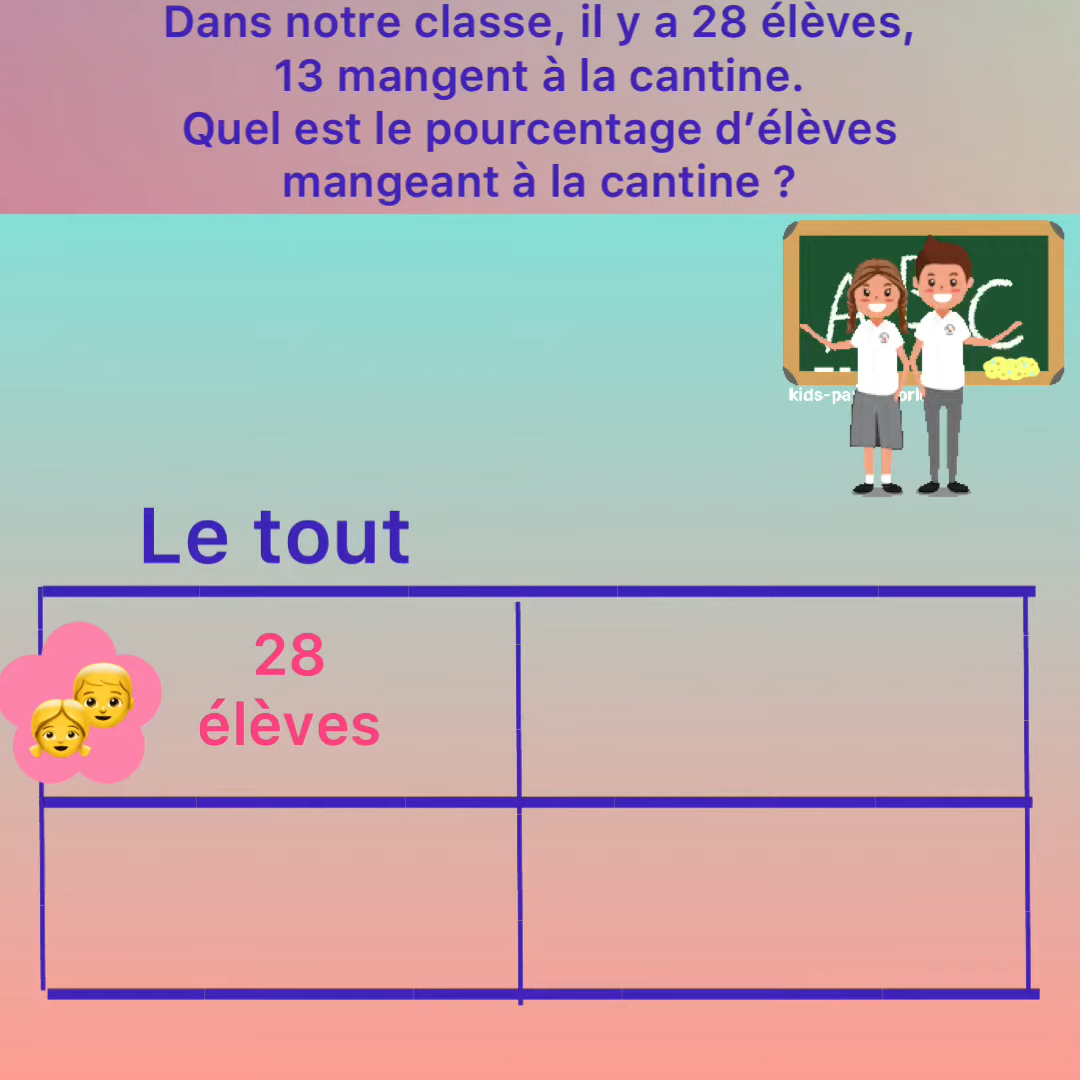 Dans notre classe, il y a 28 élèves,
13 mangent à la cantine.
Quel est le pourcentage d’élèves
mangeant à la cantine ?
A B C
Le tout
28
élèves